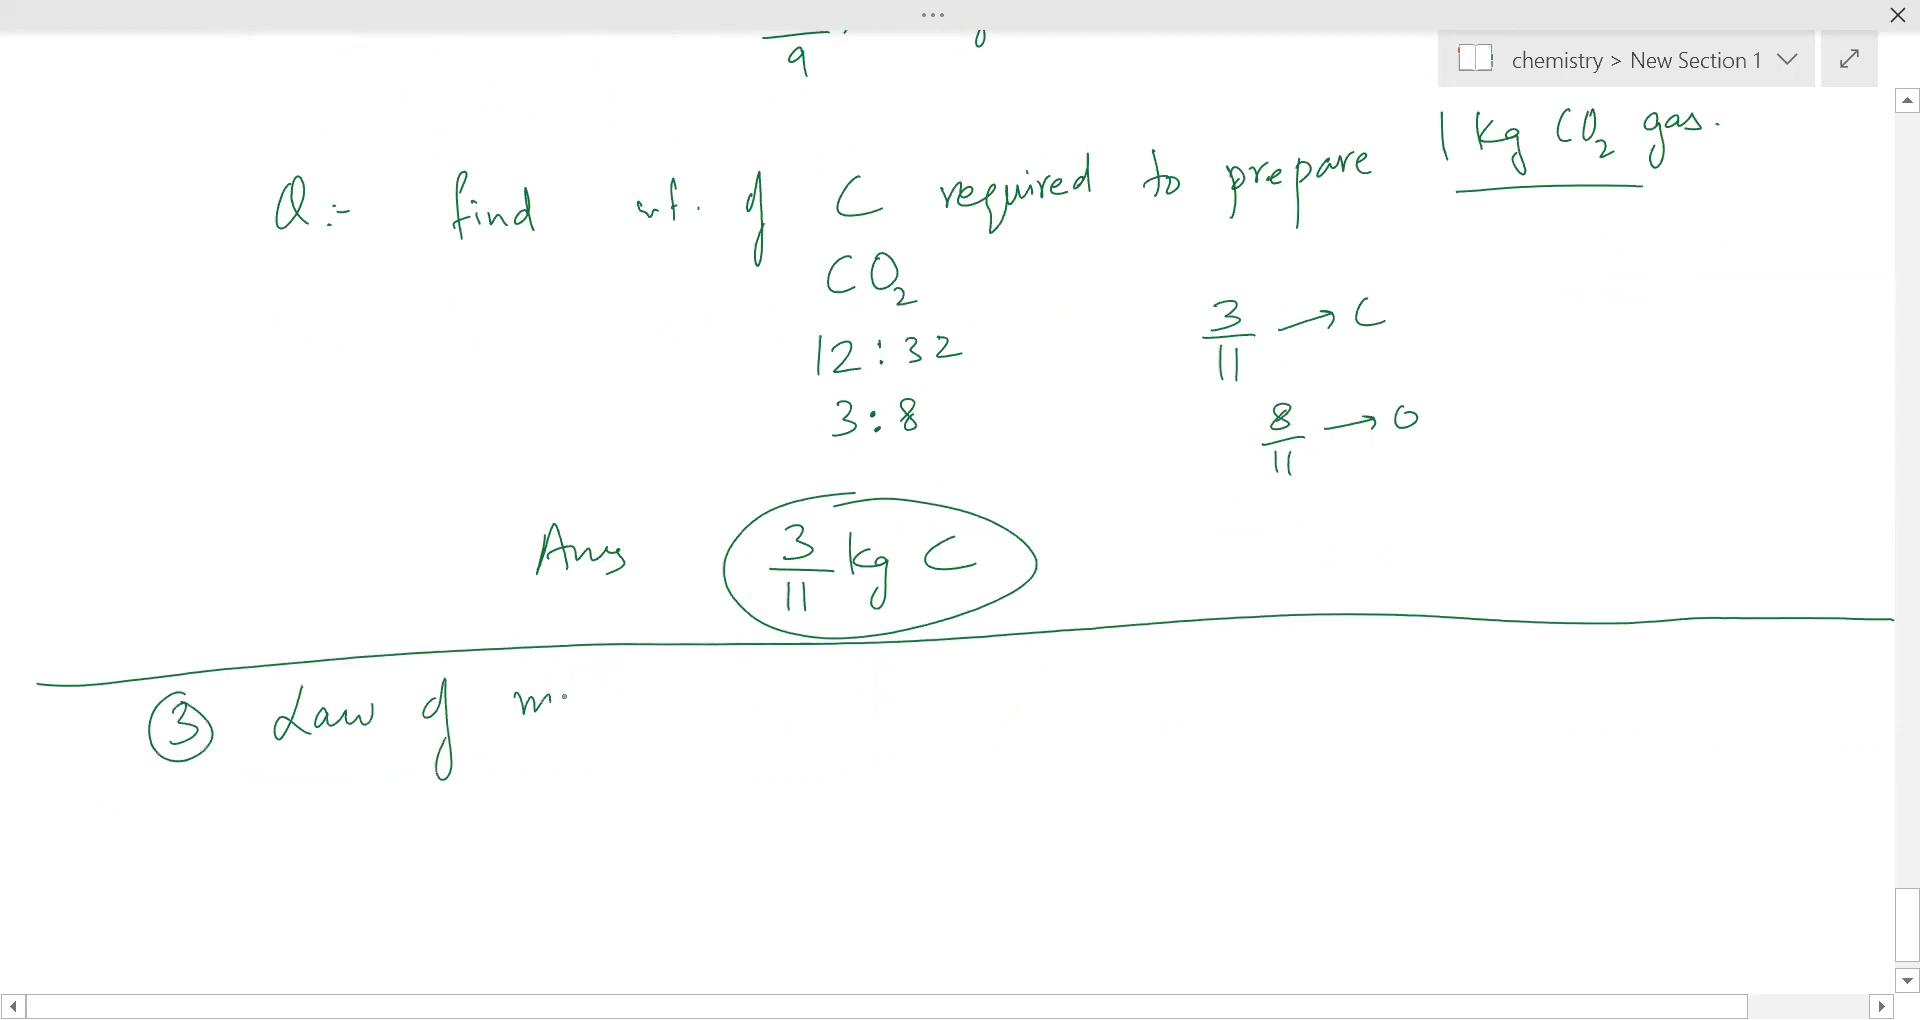 9
chemistry > New Section 1
Q:- find wt. of C required to prepare 1 kg CO₂ gas.
CO₂
12:32
3:8
3/11 → C
8/11 → O
Ans 3/11 kg C
③ Law of m